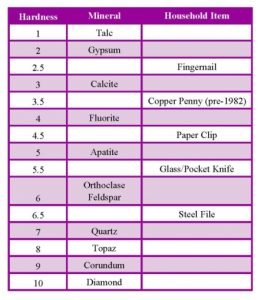 Hardness Mineral Household Item
1 Talc
2 Gypsum
2.5 Fingernail
3 Calcite
3.5 Copper Penny (pre-1982)
4 Fluorite
4.5 Paper Clip
5 Apatite
5.5 Glass/Pocket Knife
6 Orthoclase
Feldspar
6.5 Steel File
7 Quartz
8 Topaz
9 Corundum
10 Diamond